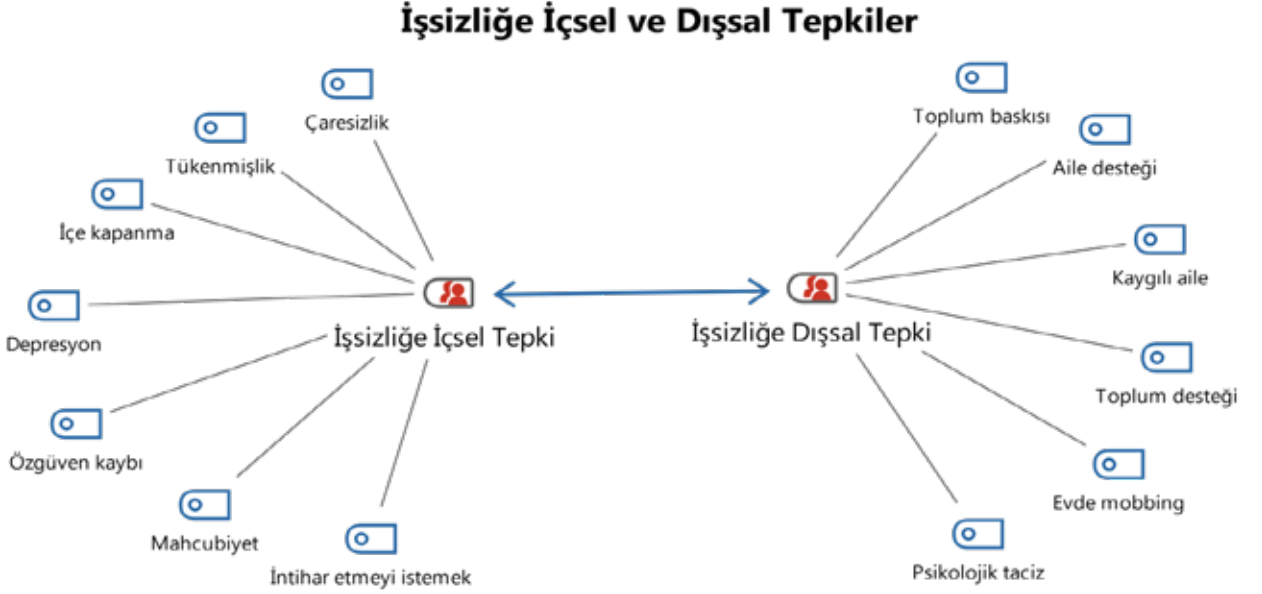 İşsizliğe İçsel ve Dışsal Tepkiler
Çaresizlik
Tükenmişlik
İçe kapanma
Depresyon
Özgüven kaybı
Mahcubiyet
İntihar etmeyi istemek
İşsizliğe İçsel Tepki
İşsizliğe Dışsal Tepki
Toplum baskısı
Aile desteği
Kaygılı aile
Toplum desteği
Evde mobbing
Psikolojik taciz